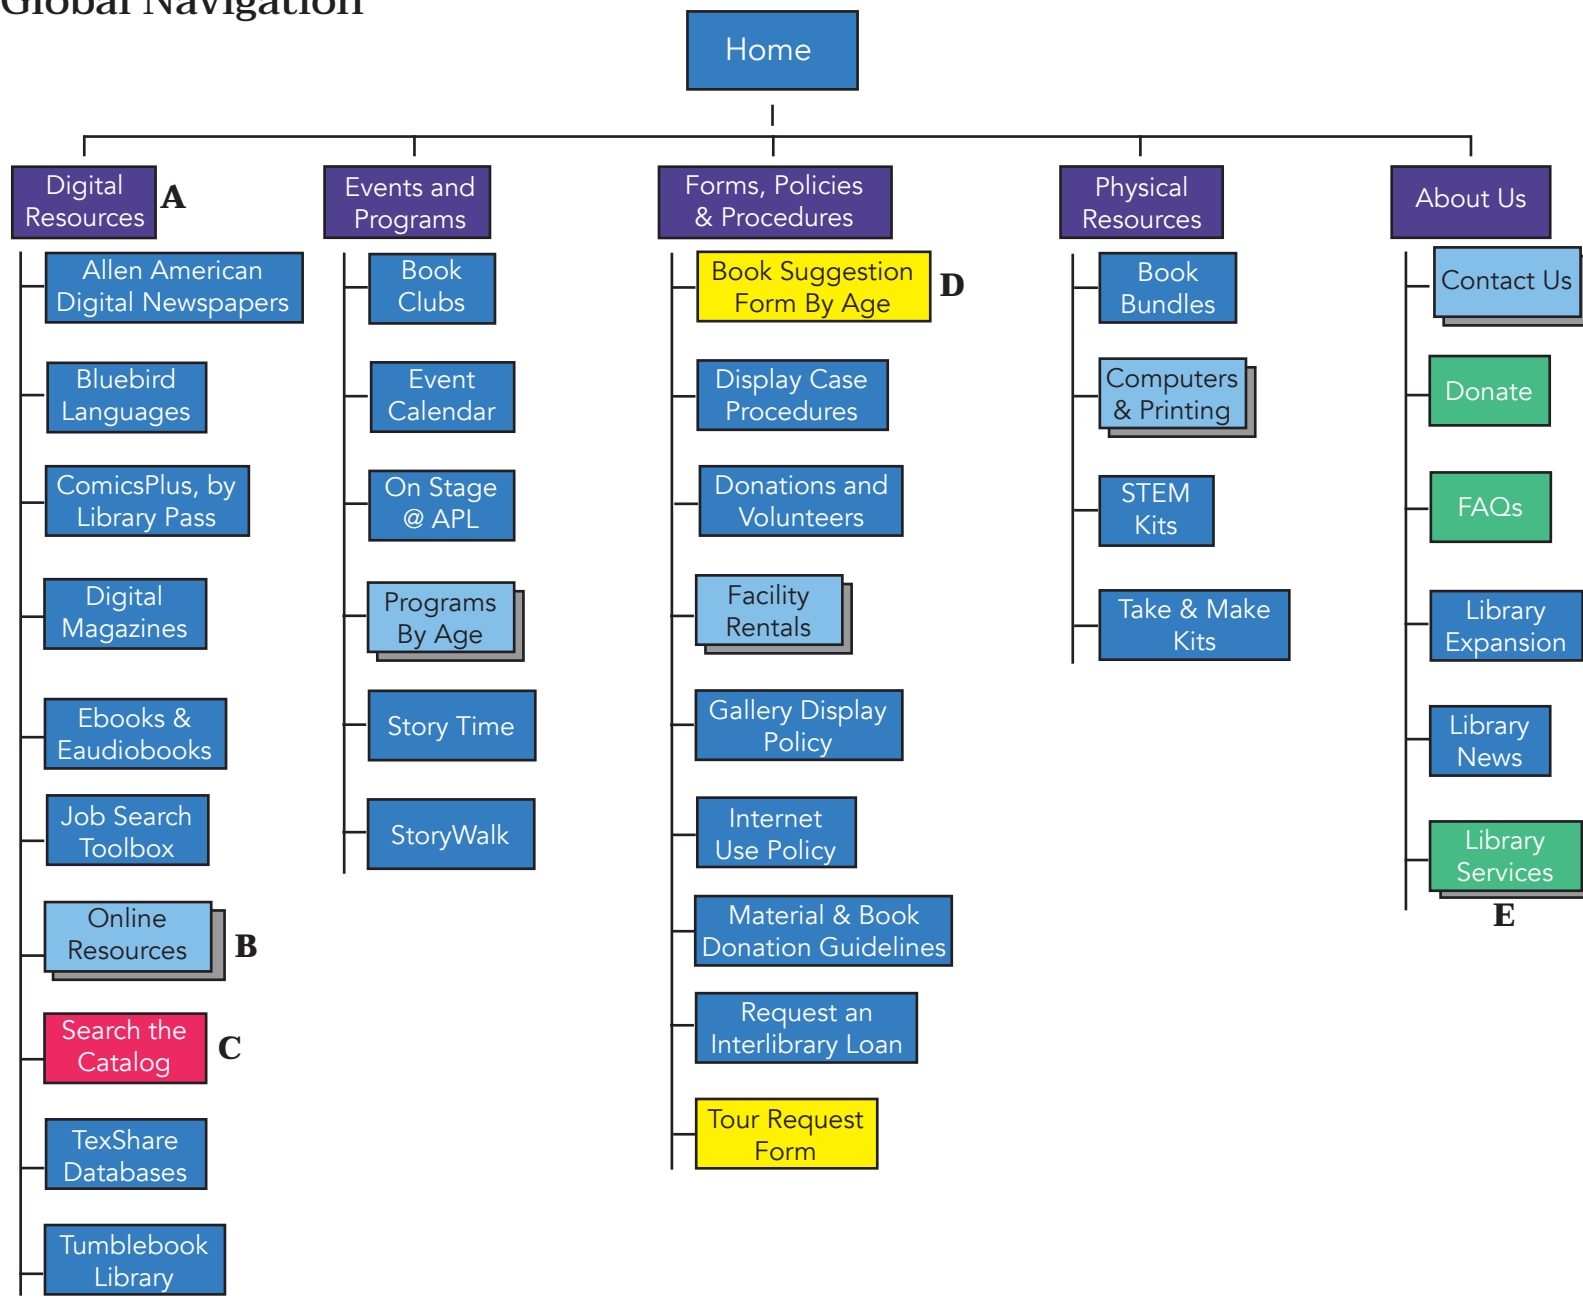 Global Navigation
Home
Digital
Resources
A
Allen American
Digital Newspapers
Bluebird
Languages
ComicsPlus, by
Library Pass
Digital
Magazines
Ebooks &
Eaudiobooks
Job Search
Toolbox
Online
Resources
B
Search the
Catalog
C
TexShare
Databases
Tumblebook
Library
Events and
Programs
Book
Clubs
Event
Calendar
On Stage
@ APL
Programs
By Age
Story Time
StoryWalk
Forms, Policies
& Procedures
Book Suggestion
Form By Age
D
Display Case
Procedures
Donations and
Volunteers
Facility
Rentals
Gallery Display
Policy
Internet
Use Policy
Material & Book
Donation Guidelines
Request an
Interlibrary Loan
Tour Request
Form
Physical
Resources
Book
Bundles
Computers
& Printing
STEM
Kits
Take & Make
Kits
About Us
Contact Us
Donate
FAQs
Library
Expansion
Library
News
Library
Services
E